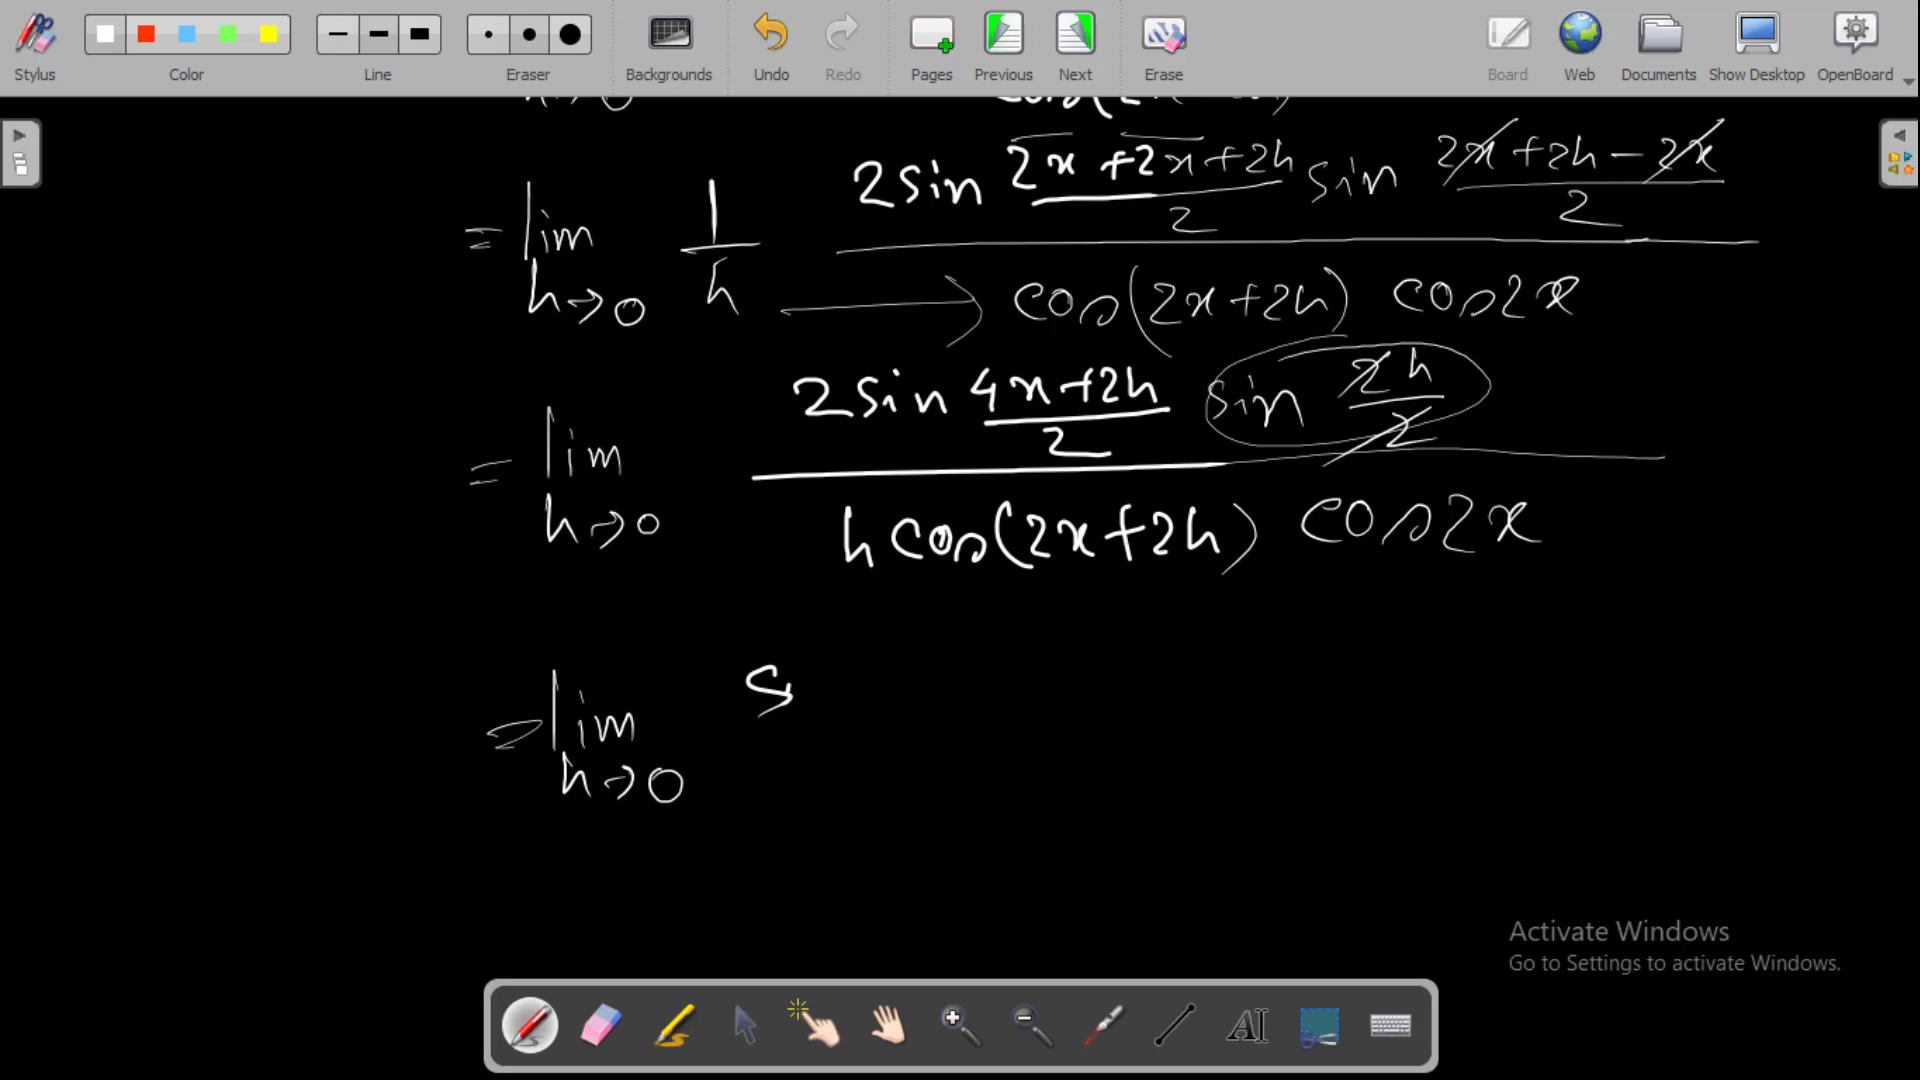 Stylus Color Line Eraser Backgrounds Undo Redo Pages Previous Next Erase Board Web Documents Show Desktop OpenBoard
h→0
= lim h→0 1/h (2sin (2x+2x+2h)/2 sin (2x+2h-2x)/2) / (cos(2x+2h) cos2x)
= lim h→0 (2sin (4x+2h)/2 sin 2h/2) / (h cos(2x+2h) cos2x)
= lim h→0 s
Activate Windows
Go to Settings to activate Windows.
AI